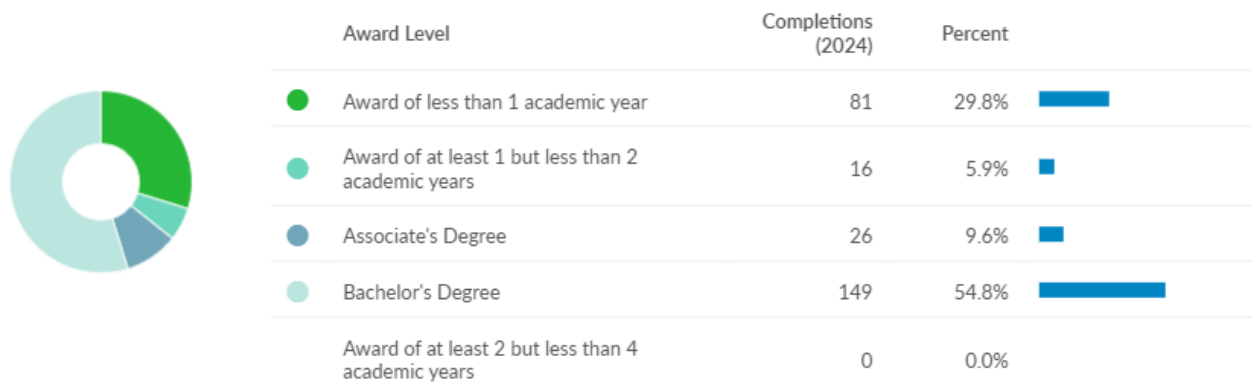 Award Level
Completions
(2024)
Percent
Award of less than 1 academic year 81 29.8%
Award of at least 1 but less than 2
academic years
16 5.9%
Associate's Degree 26 9.6%
Bachelor's Degree 149 54.8%
Award of at least 2 but less than 4
academic years
0 0.0%